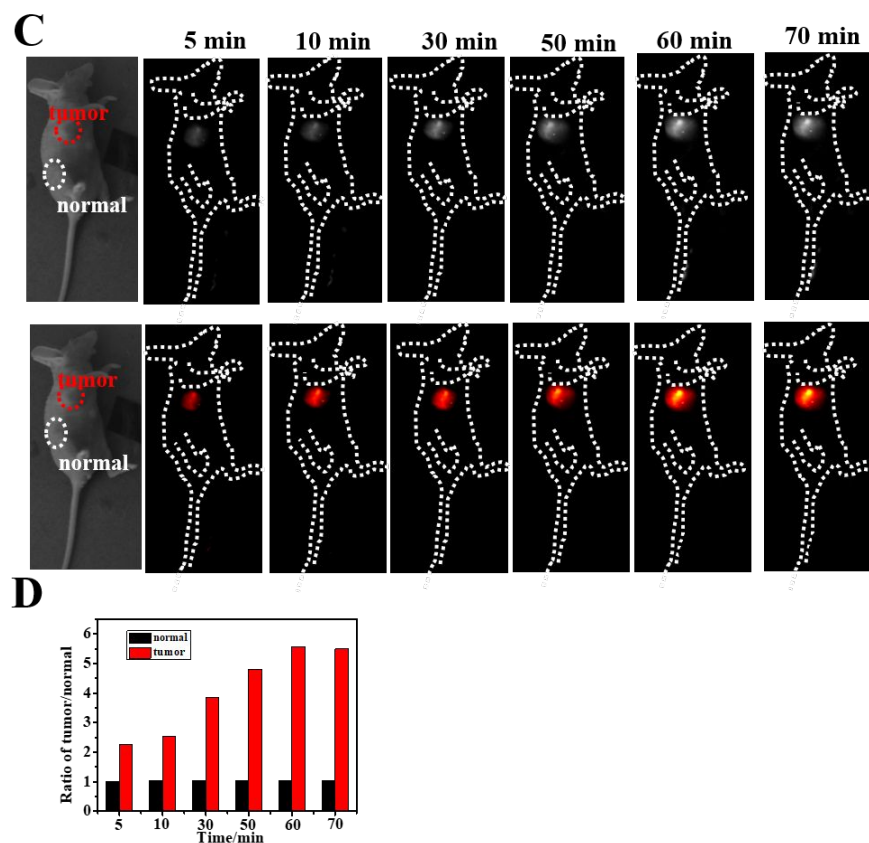 C
5 min 10 min 30 min 50 min 60 min 70 min
tumor
normal
tumor
normal
D
normal
tumor
Ratio of tumor/normal
6
5
4
3
2
1
0
5 10 30 50 60 70
Time/min